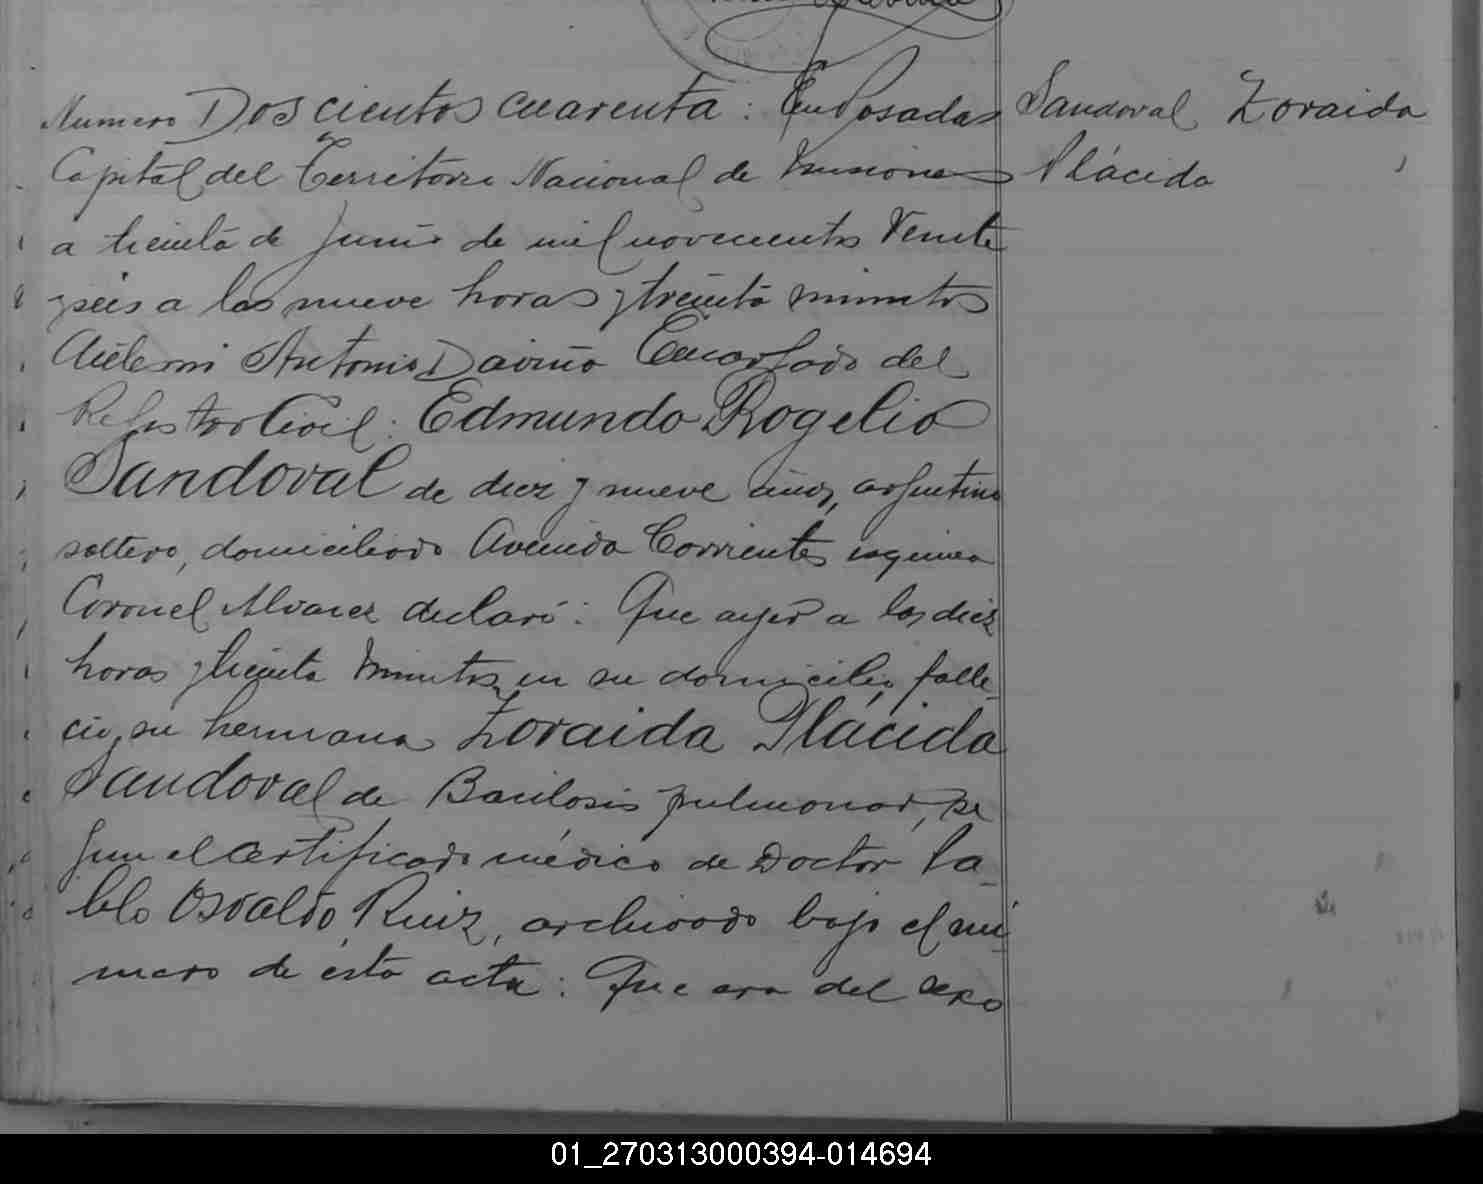 Numero Doscientos cuarenta: En Posadas
Sandoval Zoraida
Capital del Territorio Nacional de Misiones
Plácida
a treinta de Junio de mil novecientos Veinte
y seis a las nueve horas y treinta minutos
Ante mi Antonio Encargado del
Registro Civil: Edmundo Rogelio
Sandoval de diez y nueve años, argentino
soltero, domiciliado Avenida Corrientes esquina
Coronel Alvarez declaró: Que ayer a las diez
horas y treinta minutos en su domicilio, falle-
ció su hermana Zoraida Plácida
Sandoval de Bacilosis pulmonar, se
gun el certificado médico de Doctor Pa-
blo Osvaldo Ruiz, archivado bajo el nú-
mero de esta acta: Que era del sexo
01_270313000394-014694